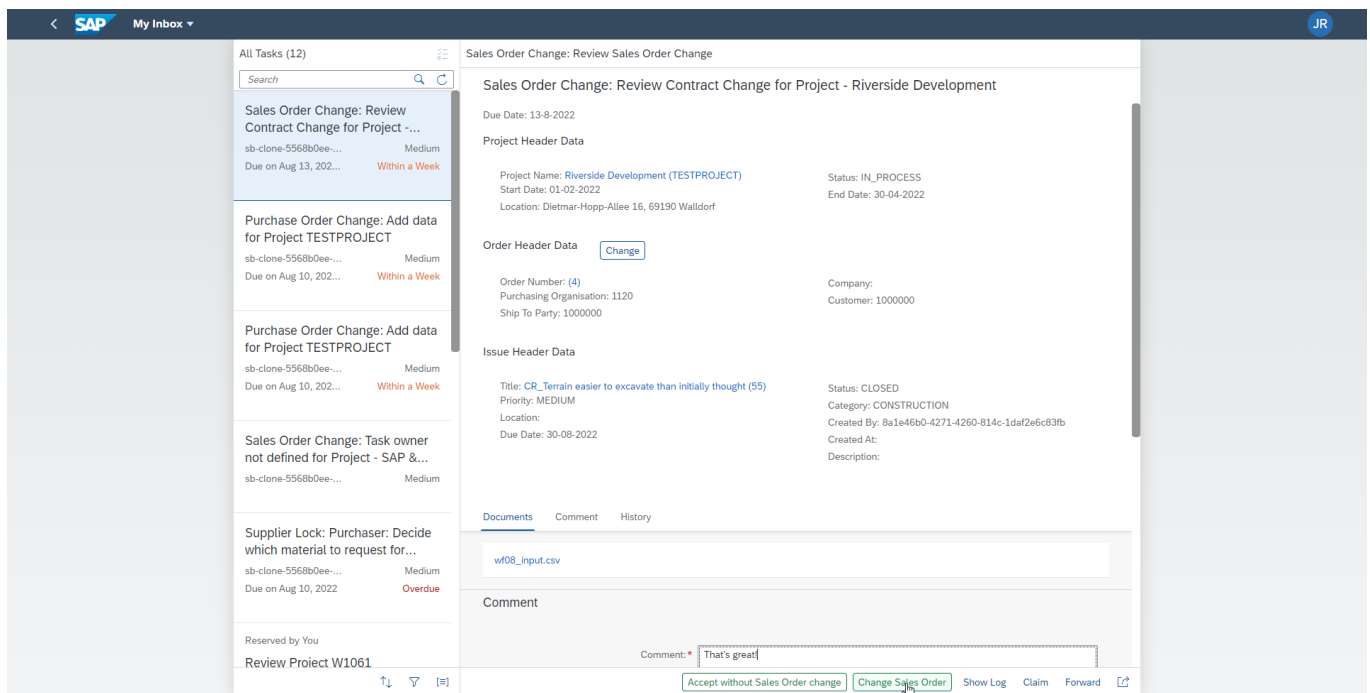 SAP My Inbox JR
All Tasks (12)
Search
Sales Order Change: Review
Contract Change for Project -...
sb-clone-5568b0ee-... Medium
Due on Aug 13, 202... Within a Week
Purchase Order Change: Add data
for Project TESTPROJECT
sb-clone-5568b0ee-... Medium
Due on Aug 10, 202... Within a Week
Purchase Order Change: Add data
for Project TESTPROJECT
sb-clone-5568b0ee-... Medium
Due on Aug 10, 202... Within a Week
Sales Order Change: Task owner
not defined for Project - SAP &...
sb-clone-5568b0ee-... Medium
Supplier Lock: Purchaser: Decide
which material to request for...
sb-clone-5568b0ee-... Medium
Due on Aug 10, 2022 Overdue
Reserved by You
Review Project W1061
Sales Order Change: Review Sales Order Change
Sales Order Change: Review Contract Change for Project - Riverside Development
Due Date: 13-8-2022
Project Header Data
Project Name: Riverside Development (TESTPROJECT)
Start Date: 01-02-2022
Location: Dietmar-Hopp-Allee 16, 69190 Walldorf
Status: IN_PROCESS
End Date: 30-04-2022
Order Header Data Change
Order Number: (4)
Purchasing Organisation: 1120
Ship To Party: 1000000
Company:
Customer: 1000000
Issue Header Data
Title: CR_Terrain easier to excavate than initially thought (55)
Priority: MEDIUM
Location:
Due Date: 30-08-2022
Status: CLOSED
Category: CONSTRUCTION
Created By: 8a1e46b0-4271-4260-814c-1daf2e6c83fb
Created At:
Description:
Documents Comment History
wf08_input.csv
Comment
Comment:* That's great!
Accept without Sales Order change Change Sales Order Show Log Claim Forward